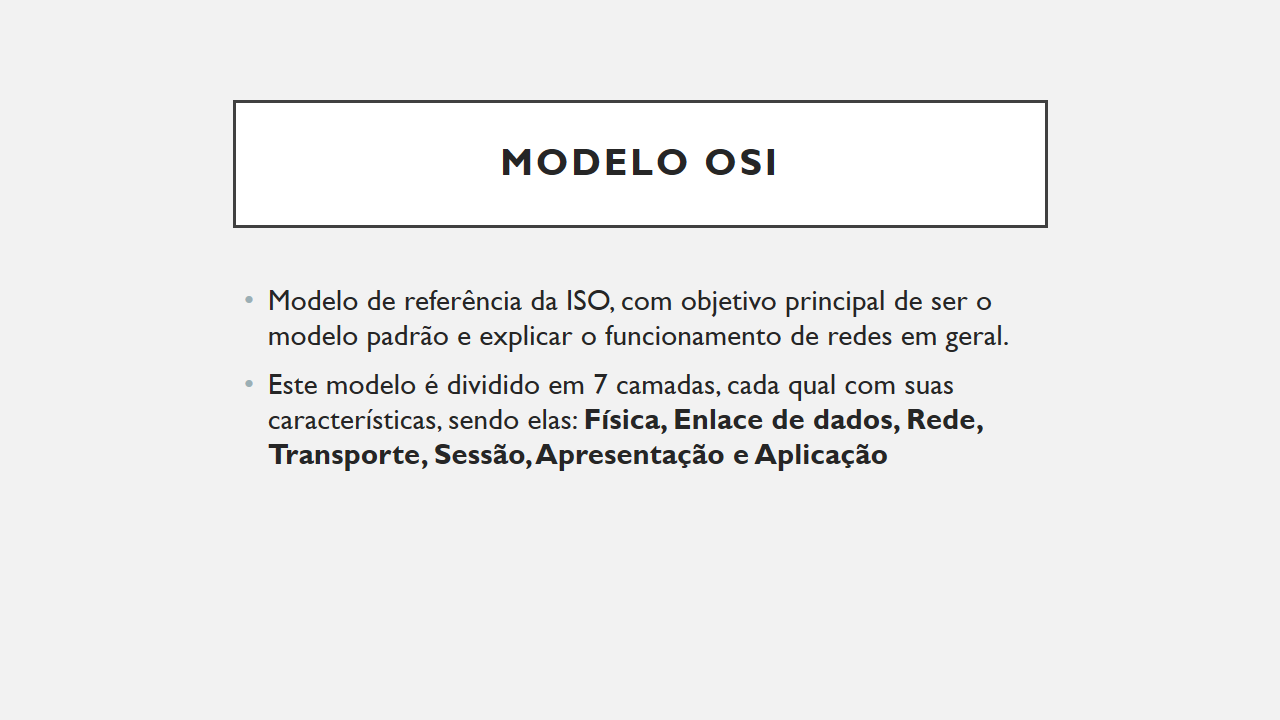 MODELO OSI
• Modelo de referência da ISO, com objetivo principal de ser o
modelo padrão e explicar o funcionamento de redes em geral.
• Este modelo é dividido em 7 camadas, cada qual com suas
características, sendo elas: Física, Enlace de dados, Rede,
Transporte, Sessão, Apresentação e Aplicação